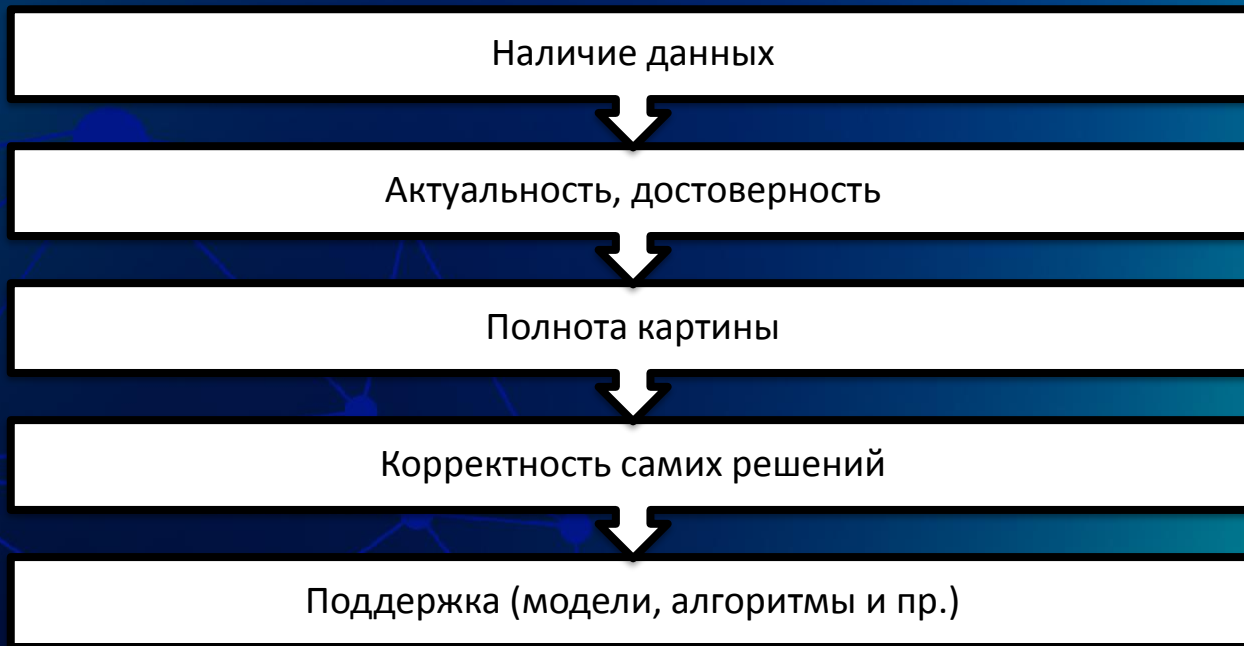 Наличие данных
Актуальность, достоверность
Полнота картины
Корректность самих решений
Поддержка (модели, алгоритмы и пр.)